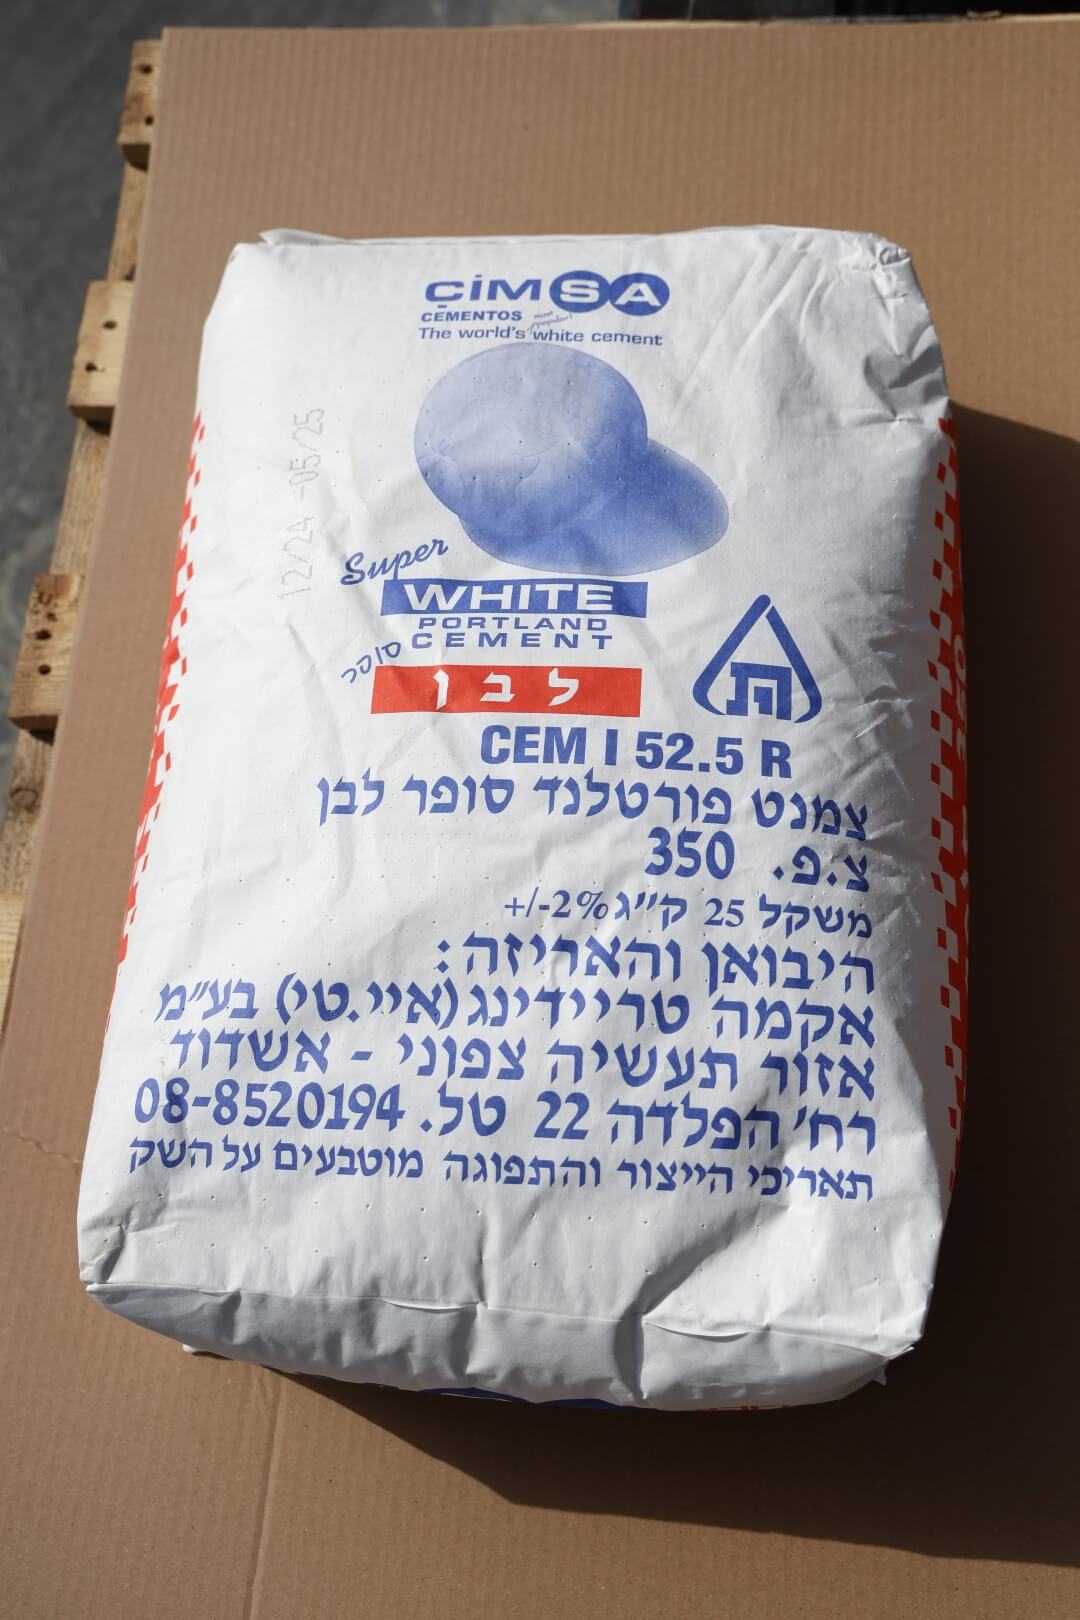 ÇİMSA
CEMENTOS
most popular!
The world's white cement
12/24 -05/25
Super
WHITE
PORTLAND
CEMENT
סופר
לבן
CEM I 52.5 R
צמנט פורטלנד סופר לבן
צ.פ. 350
משקל 25 ק״ג 2%-/+
היבואן והאריזה:
אקמה טריידינג (איי.טי) בע״מ
אזור תעשיה צפוני - אשדוד
רח׳ הפלדה 22 טל. 08-8520194
תאריכי הייצור והתפוגה מוטבעים על השק